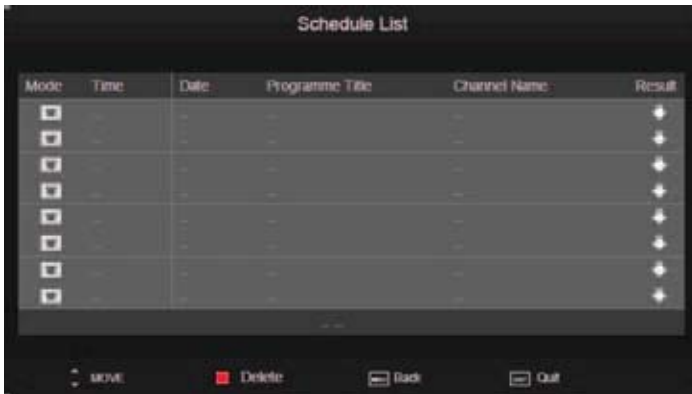 Schedule List
Mode Time Date Programme Title Channel Name Result
-- -- -- --
-- -- -- --
-- -- -- --
-- -- -- --
-- -- -- --
-- -- -- --
-- -- -- --
-- -- -- --
-- --
MOVE Delete Back Quit